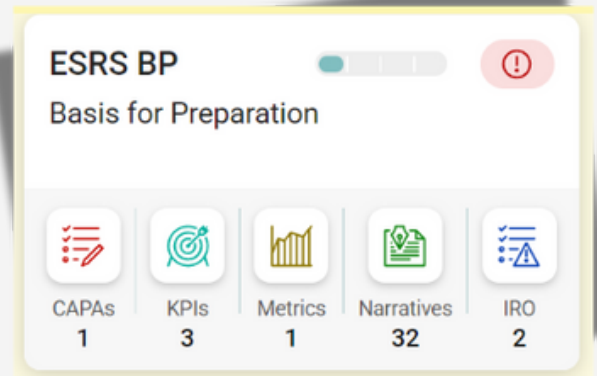 ESRS BP
Basis for Preparation
CAPAs KPIs Metrics Narratives IRO
1 3 1 32 2